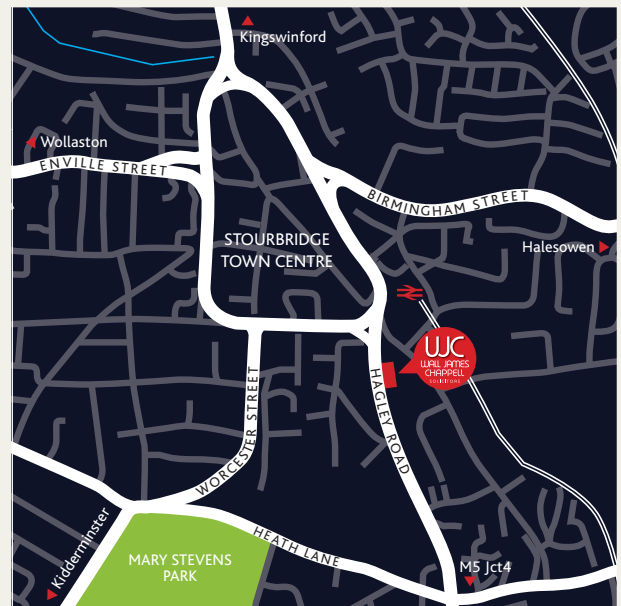 Kingswinford
Wollaston
ENVILLE STREET
BIRMINGHAM STREET
STOURBRIDGE
TOWN CENTRE
Halesowen
WJC
WALL JAMES
CHAPPELL
SOLICITORS
HAGLEY ROAD
WORCESTER STREET
HEATH LANE
Kidderminster
MARY STEVENS
PARK
M5 Jct4